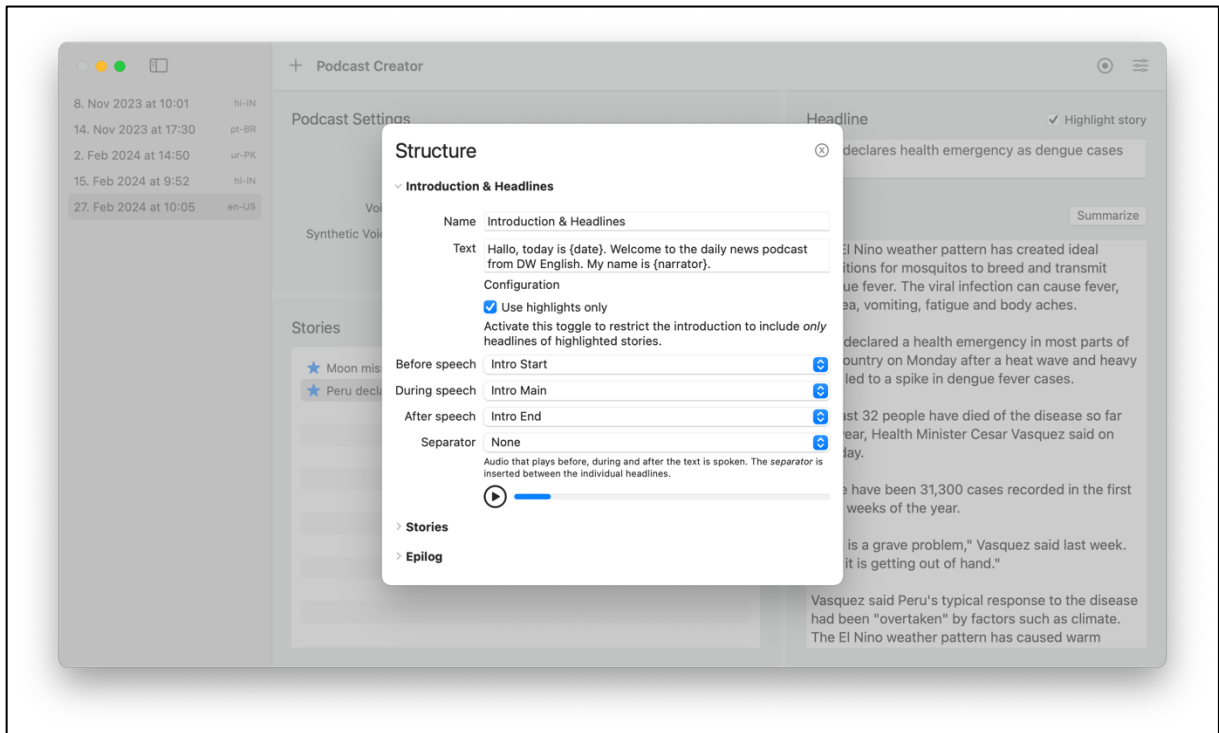 Podcast Creator
8. Nov 2023 at 10:01 hi-IN
14. Nov 2023 at 17:30 pt-BR
2. Feb 2024 at 14:50 ur-PK
15. Feb 2024 at 9:52 hi-IN
27. Feb 2024 at 10:05 en-US
Podcast Settings
Synthetic
Stories
Moon
Peru
Structure
Introduction & Headlines
Name Introduction & Headlines
Text Hallo, today is {date}. Welcome to the daily news podcast
from DW English. My name is {narrator}.
Configuration
Use highlights only
Activate this toggle to restrict the introduction to include only
headlines of highlighted stories.
Before speech Intro Start
During speech Intro Main
After speech Intro End
Separator None
Audio that plays before, during and after the text is spoken. The separator is
inserted between the individual headlines.
Stories
Epilog
Headline
Highlight story
declares health emergency as dengue cases
Summarize
El Nino weather pattern has created ideal
for mosquitos to breed and transmit
fever. The viral infection can cause fever,
vomiting, fatigue and body aches.
declared a health emergency in most parts of
on Monday after a heat wave and heavy
led to a spike in dengue fever cases.
32 people have died of the disease so far
Health Minister Cesar Vasquez said on
have been 31,300 cases recorded in the first
weeks of the year.
is a grave problem," Vasquez said last week.
it is getting out of hand."
Vasquez said Peru's typical response to the disease
had been "overtaken" by factors such as climate.
The El Nino weather pattern has caused warm